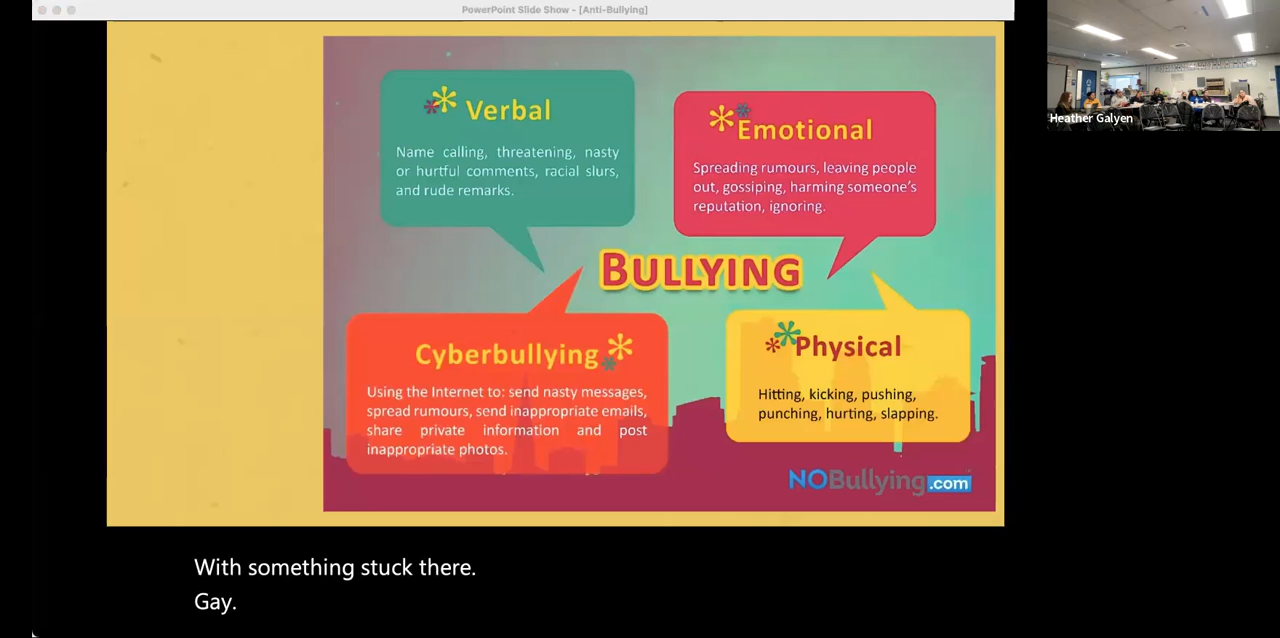 PowerPoint Slide Show - [Anti-Bullying]
Heather Galyen
Verbal
Name calling, threatening, nasty
or hurtful comments, racial slurs,
and rude remarks.
Emotional
Spreading rumours, leaving people
out, gossiping, harming someone's
reputation, ignoring.
BULLYING
Cyberbullying
Using the Internet to: send nasty messages,
spread rumours, send inappropriate emails,
share private information and post
inappropriate photos.
Physical
Hitting, kicking, pushing,
punching, hurting, slapping.
NOBullying.com
With something stuck there.
Gay.